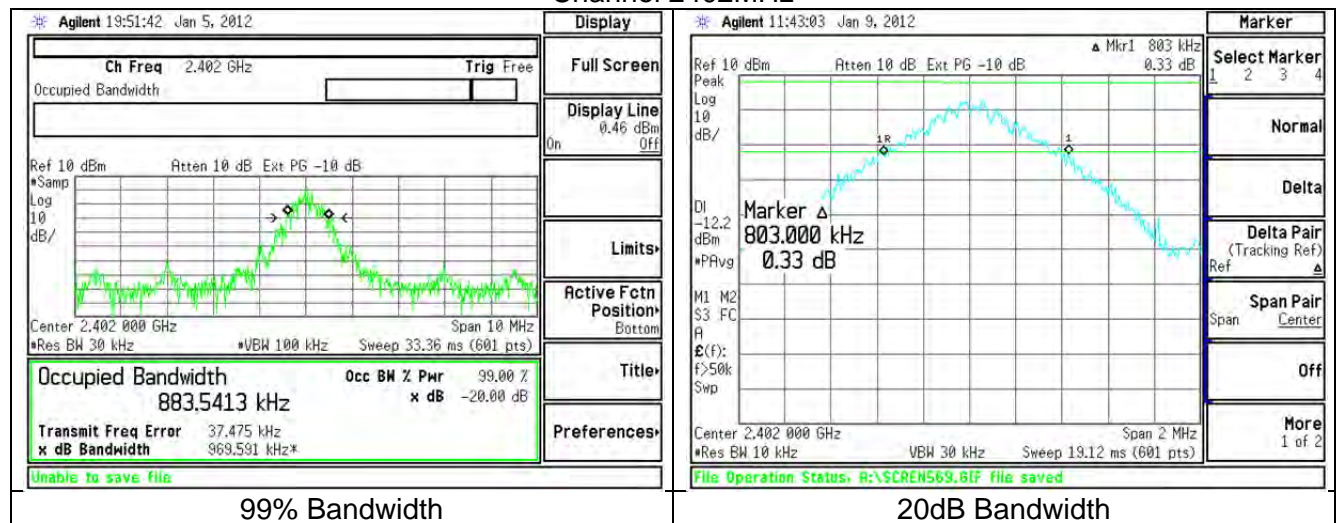 Channel 2402MHz
Agilent 19:51:42 Jan 5, 2012
Display
Ch Freq 2.402 GHz
Trig Free
Occupied Bandwidth
Ref 10 dBm Atten 10 dB Ext PG -10 dB
#Samp
Log
10
dB/
Center 2.402 000 GHz
Span 10 MHz
#Res BW 30 kHz
#VBW 100 kHz
Sweep 33.36 ms (601 pts)
Occupied Bandwidth
883.5413 kHz
Occ BW % Pwr 99.00 %
x dB -20.00 dB
Transmit Freq Error 37.475 kHz
x dB Bandwidth 969.591 kHz*
Unable to save file
Full Screen
Display Line
0.46 dBm
On Off
Limits
Active Fctn
Position
Bottom
Title
Preferences
99% Bandwidth
Agilent 11:43:03 Jan 9, 2012
Marker
Δ Mkr1 803 kHz
Ref 10 dBm Atten 10 dB Ext PG -10 dB
0.33 dB
Peak
Log
10
dB/
1R
1
DI
-12.2
dBm
#PAvg
Marker Δ
803.000 kHz
0.33 dB
M1 M2
S3 FC
A
£(f):
f>50k
Swp
Center 2.402 000 GHz
Span 2 MHz
#Res BW 10 kHz
VBW 30 kHz
Sweep 19.12 ms (601 pts)
File Operation Status, A:\SCREN569.GIF file saved
Select Marker
1 2 3 4
Normal
Delta
Delta Pair
(Tracking Ref)
Ref Δ
Span Pair
Span Center
Off
More
1 of 2
20dB Bandwidth